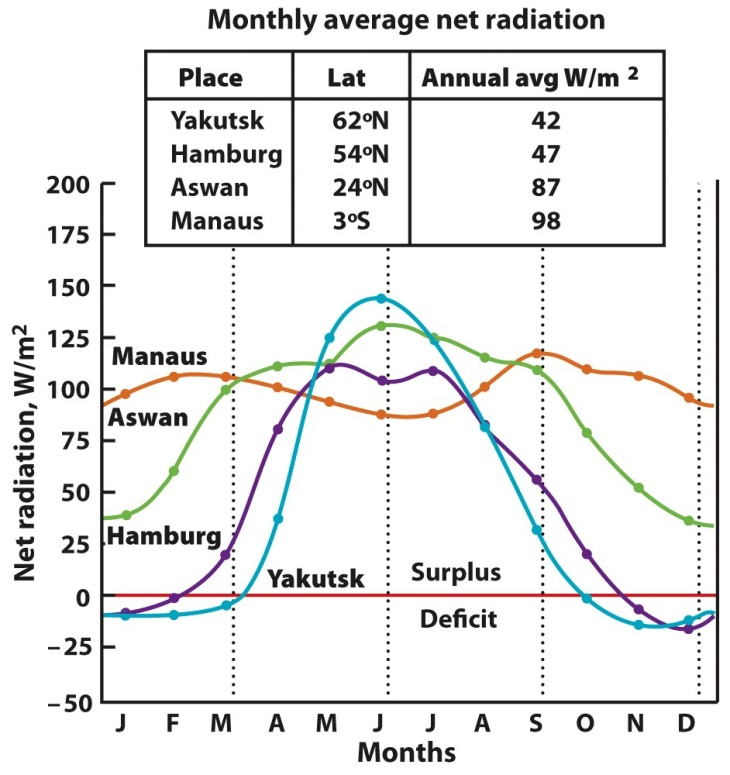 Monthly average net radiation
Place Lat Annual avg W/m ²
Yakutsk 62ºN 42
Hamburg 54ºN 47
Aswan 24ºN 87
Manaus 3ºS 98
Net radiation, W/m²
200
175
150
125
100
75
50
25
0
−25
−50
Manaus
Aswan
Hamburg
Yakutsk
Surplus
Deficit
J F M A M J J A S O N D
Months